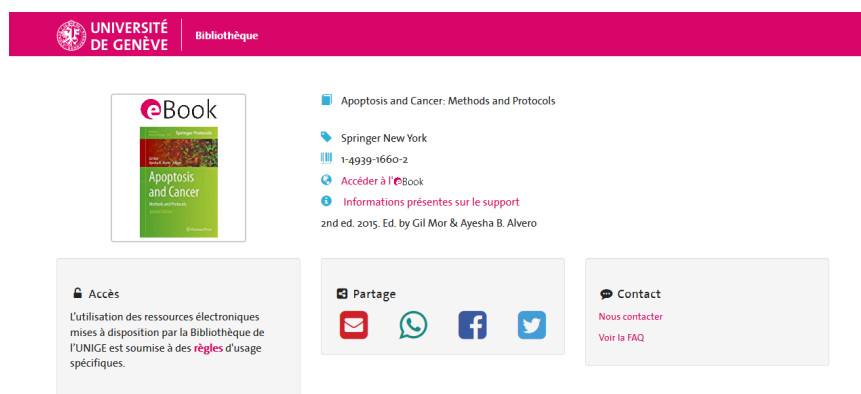 UNIVERSITÉ
DE GENÈVE
Bibliothèque
eBook
Springer Protocols
Apoptosis
and Cancer
Methods and Protocols
Apoptosis and Cancer: Methods and Protocols
Springer New York
1-4939-1660-2
Accéder à l'eBook
Informations présentes sur le support
2nd ed. 2015. Ed. by Gil Mor & Ayesha B. Alvero
Accès
L'utilisation des ressources électroniques
mises à disposition par la Bibliothèque de
l'UNIGE est soumise à des règles d'usage
spécifiques.
Partage
Contact
Nous contacter
Voir la FAQ